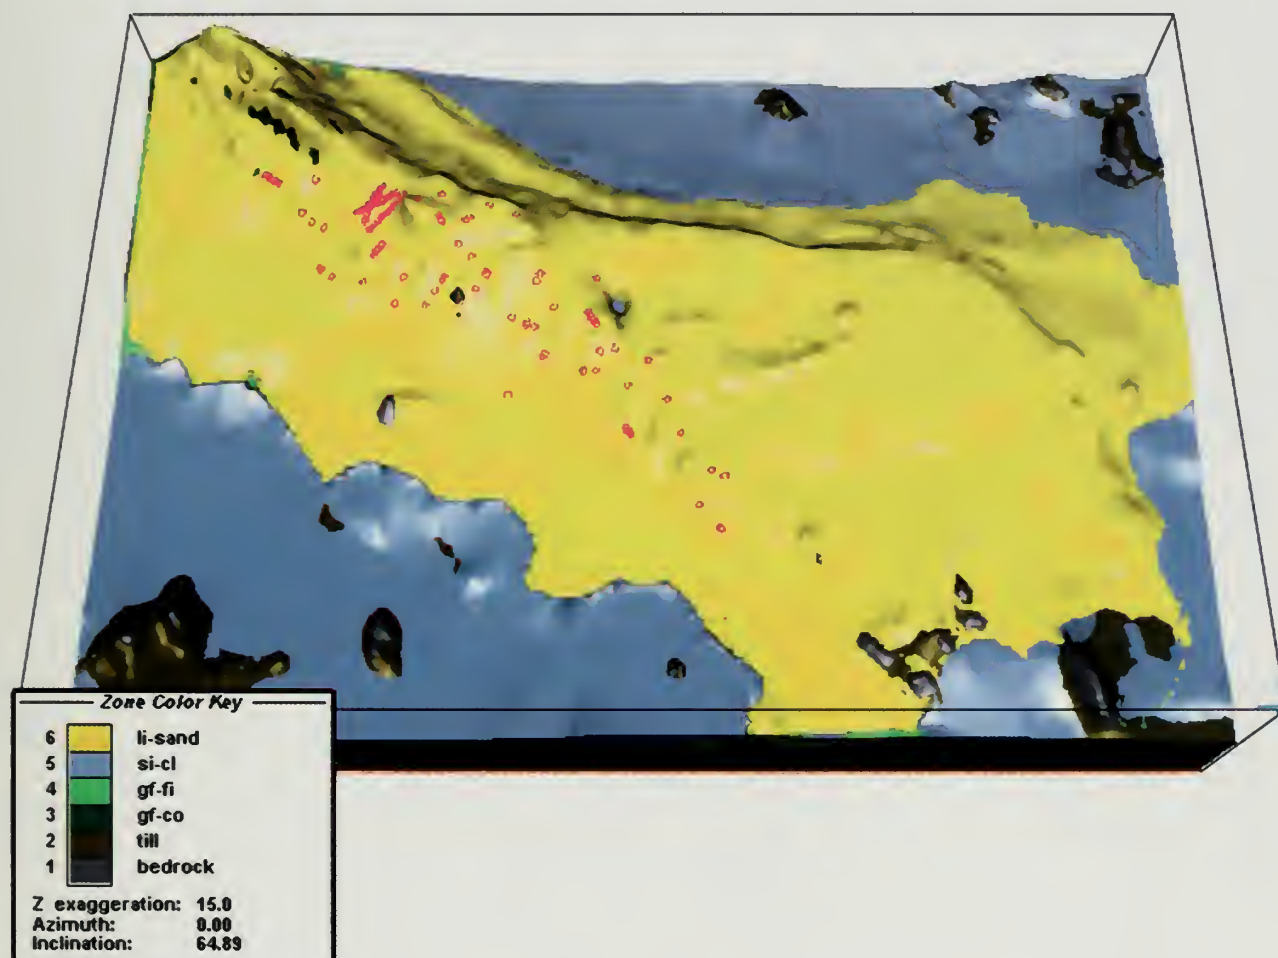 Zone Color Key
6 li-sand
5 si-cl
4 gf-fi
3 gf-co
2 till
1 bedrock
Z exaggeration: 15.0
Azimuth: 0.00
Inclination: 64.89